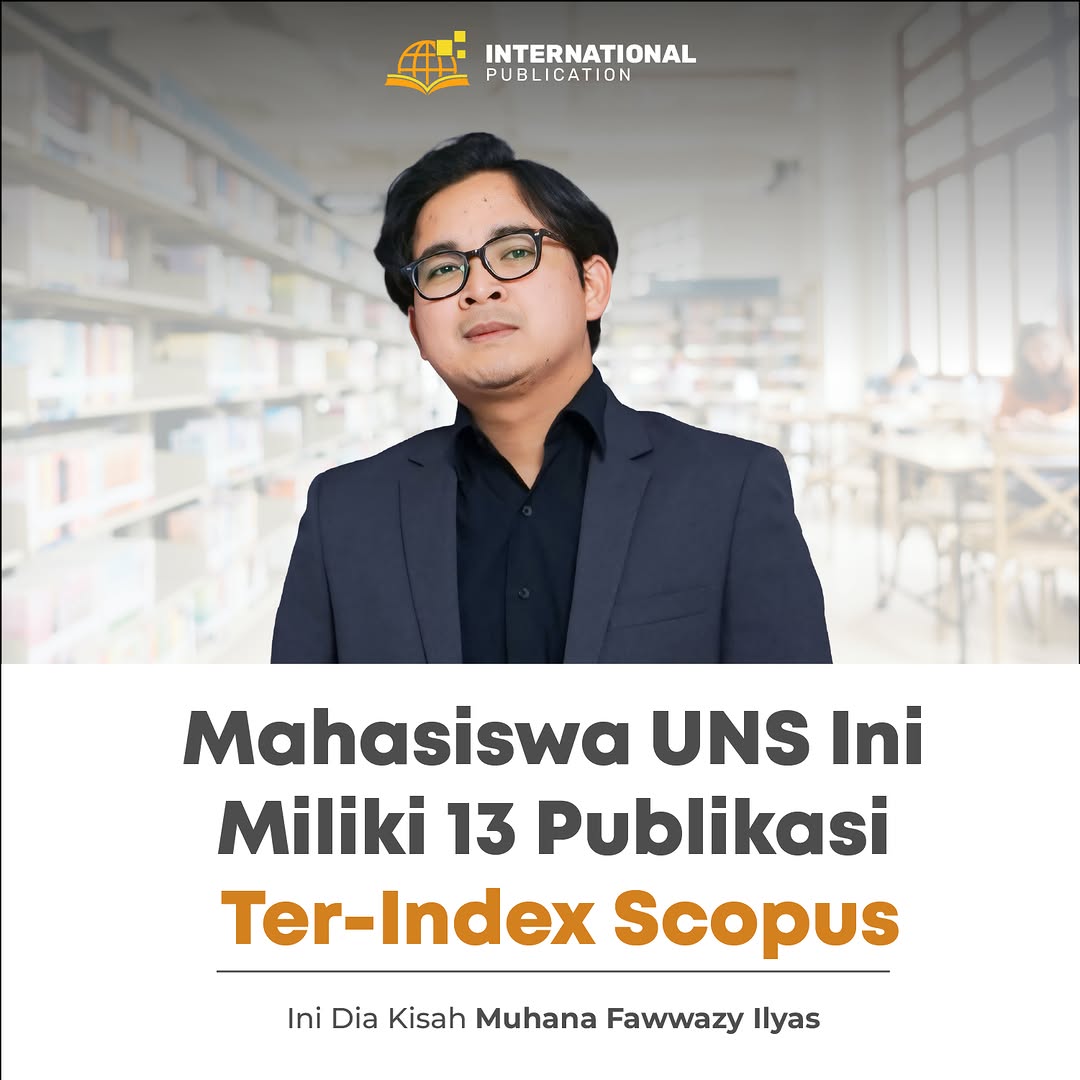 INTERNATIONAL
PUBLICATION
Mahasiswa UNS Ini
Miliki 13 Publikasi
Ter-Index Scopus
Ini Dia Kisah Muhana Fawwazy Ilyas